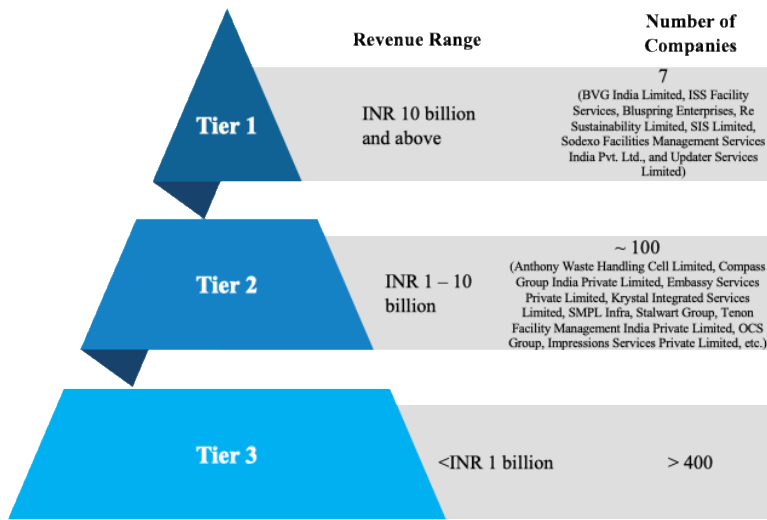 Revenue Range
Number of
Companies
Tier 1
INR 10 billion
and above
7
(BVG India Limited, ISS Facility
Services, Bluspring Enterprises, Re
Sustainability Limited, SIS Limited,
Sodexo Facilities Management Services
India Pvt. Ltd., and Updater Services
Limited)
Tier 2
INR 1 – 10
billion
~ 100
(Anthony Waste Handling Cell Limited, Compass
Group India Private Limited, Embassy Services
Private Limited, Krystal Integrated Services
Limited, SMPL Infra, Stalwart Group, Tenon
Facility Management India Private Limited, OCS
Group, Impressions Services Private Limited, etc.)
Tier 3
<INR 1 billion
> 400